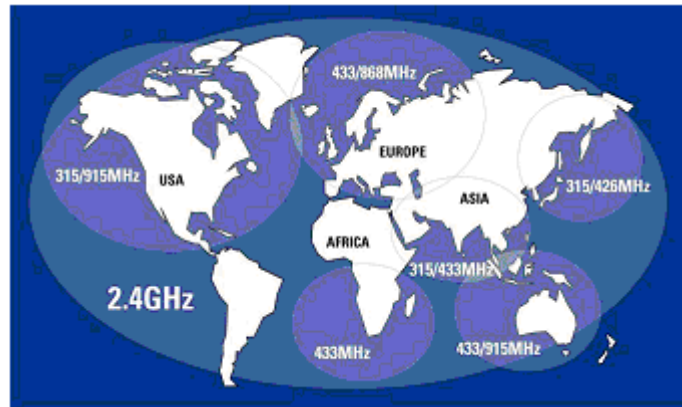 433/868MHz
EUROPE
315/915MHz
USA
ASIA
315/426MHz
AFRICA
315/433MHz
2.4GHz
433MHz
433/915MHz